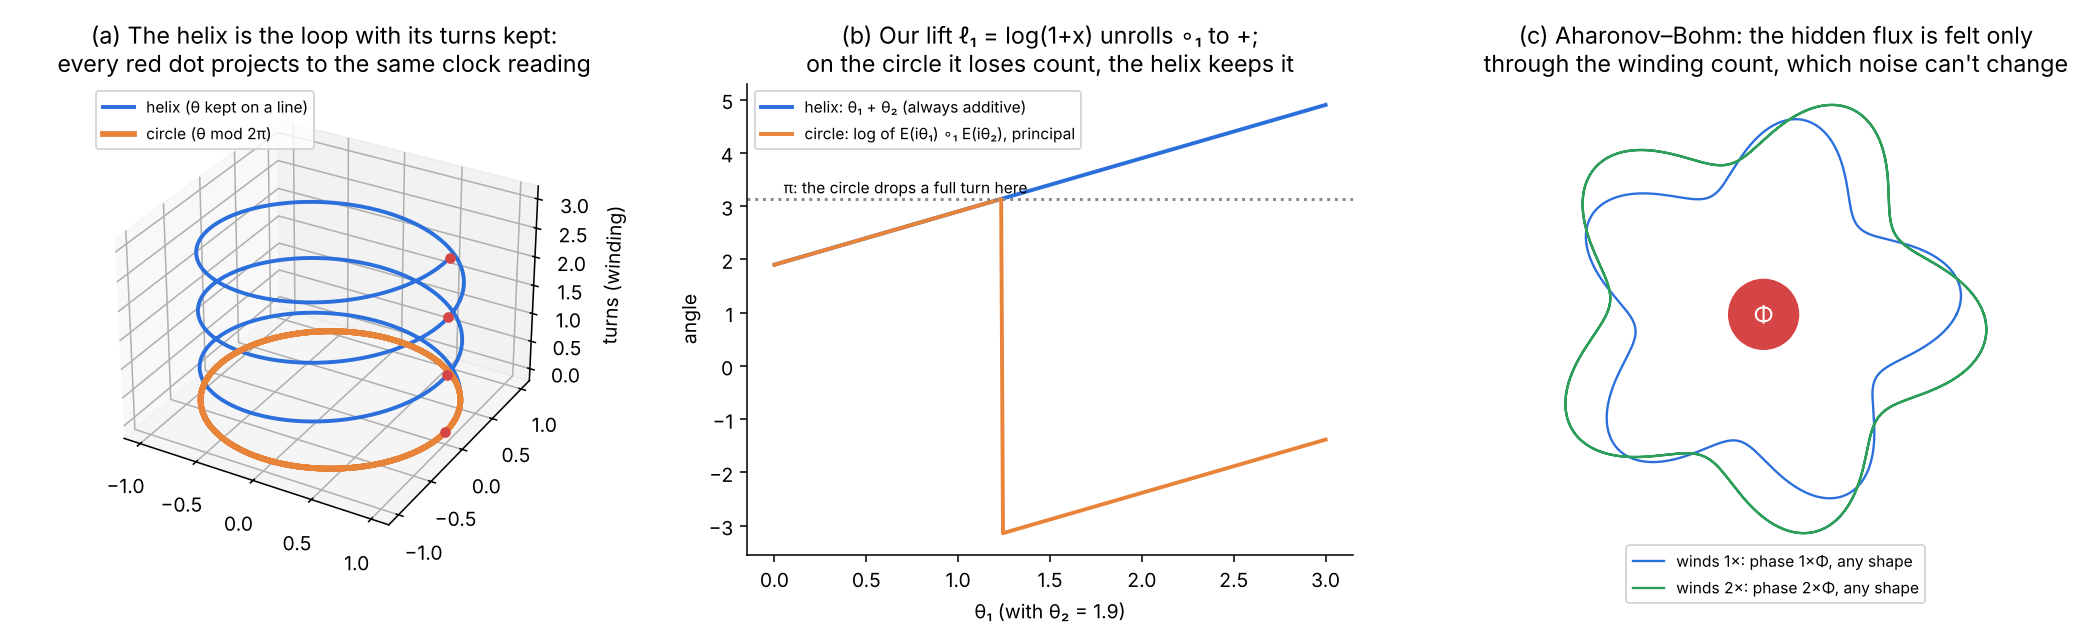 (a) The helix is the loop with its turns kept:
every red dot projects to the same clock reading
helix (θ kept on a line)
circle (θ mod 2π)
3.0
2.5
2.0
1.5
1.0
0.5
0.0
turns (winding)
−1.0
−0.5
0.0
0.5
1.0
−1.0
−0.5
0.0
0.5
1.0
(b) Our lift ℓ₁ = log(1+x) unrolls ∘₁ to +;
on the circle it loses count, the helix keeps it
helix: θ₁ + θ₂ (always additive)
circle: log of E(iθ₁) ∘₁ E(iθ₂), principal
π: the circle drops a full turn here
5
4
3
2
1
0
−1
−2
−3
angle
0.0
0.5
1.0
1.5
2.0
2.5
3.0
θ₁ (with θ₂ = 1.9)
(c) Aharonov–Bohm: the hidden flux is felt only
through the winding count, which noise can't change
Φ
winds 1×: phase 1×Φ, any shape
winds 2×: phase 2×Φ, any shape